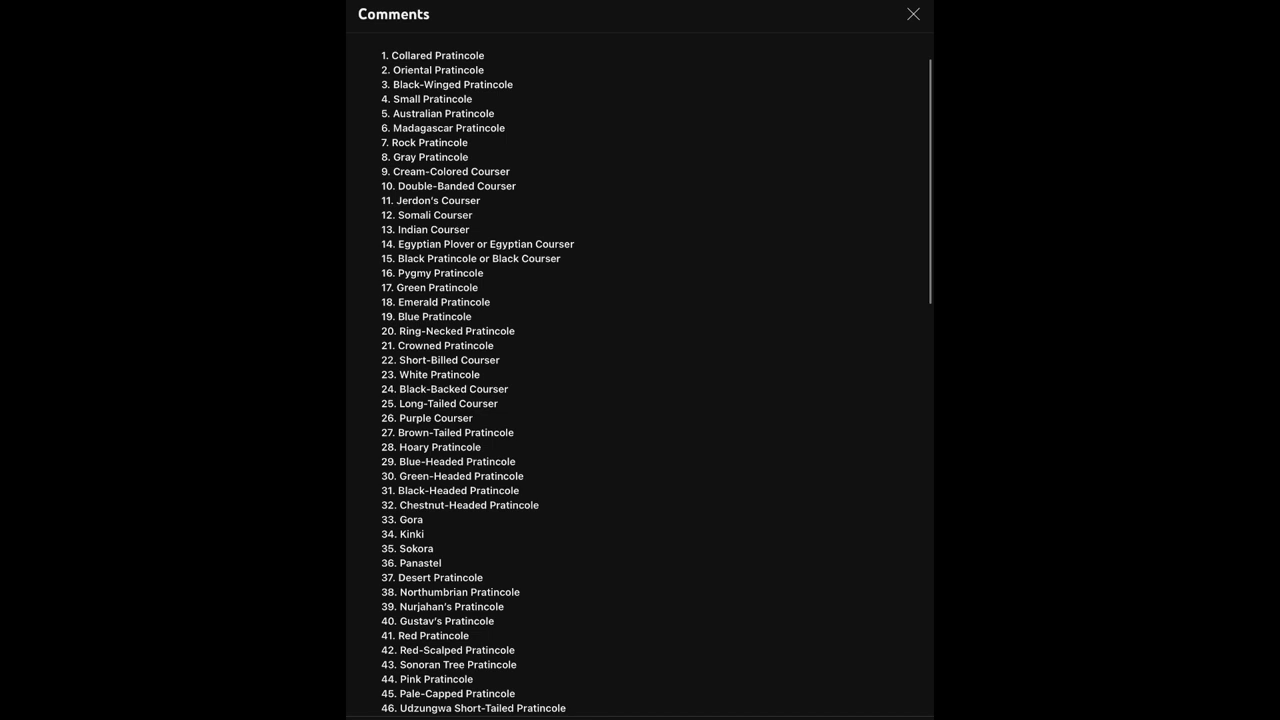 Comments
1. Collared Pratincole
2. Oriental Pratincole
3. Black-Winged Pratincole
4. Small Pratincole
5. Australian Pratincole
6. Madagascar Pratincole
7. Rock Pratincole
8. Gray Pratincole
9. Cream-Colored Courser
10. Double-Banded Courser
11. Jerdon's Courser
12. Somali Courser
13. Indian Courser
14. Egyptian Plover or Egyptian Courser
15. Black Pratincole or Black Courser
16. Pygmy Pratincole
17. Green Pratincole
18. Emerald Pratincole
19. Blue Pratincole
20. Ring-Necked Pratincole
21. Crowned Pratincole
22. Short-Billed Courser
23. White Pratincole
24. Black-Backed Courser
25. Long-Tailed Courser
26. Purple Courser
27. Brown-Tailed Pratincole
28. Hoary Pratincole
29. Blue-Headed Pratincole
30. Green-Headed Pratincole
31. Black-Headed Pratincole
32. Chestnut-Headed Pratincole
33. Gora
34. Kinki
35. Sokora
36. Panastel
37. Desert Pratincole
38. Northumbrian Pratincole
39. Nurjahan's Pratincole
40. Gustav's Pratincole
41. Red Pratincole
42. Red-Scalped Pratincole
43. Sonoran Tree Pratincole
44. Pink Pratincole
45. Pale-Capped Pratincole
46. Udzungwa Short-Tailed Pratincole